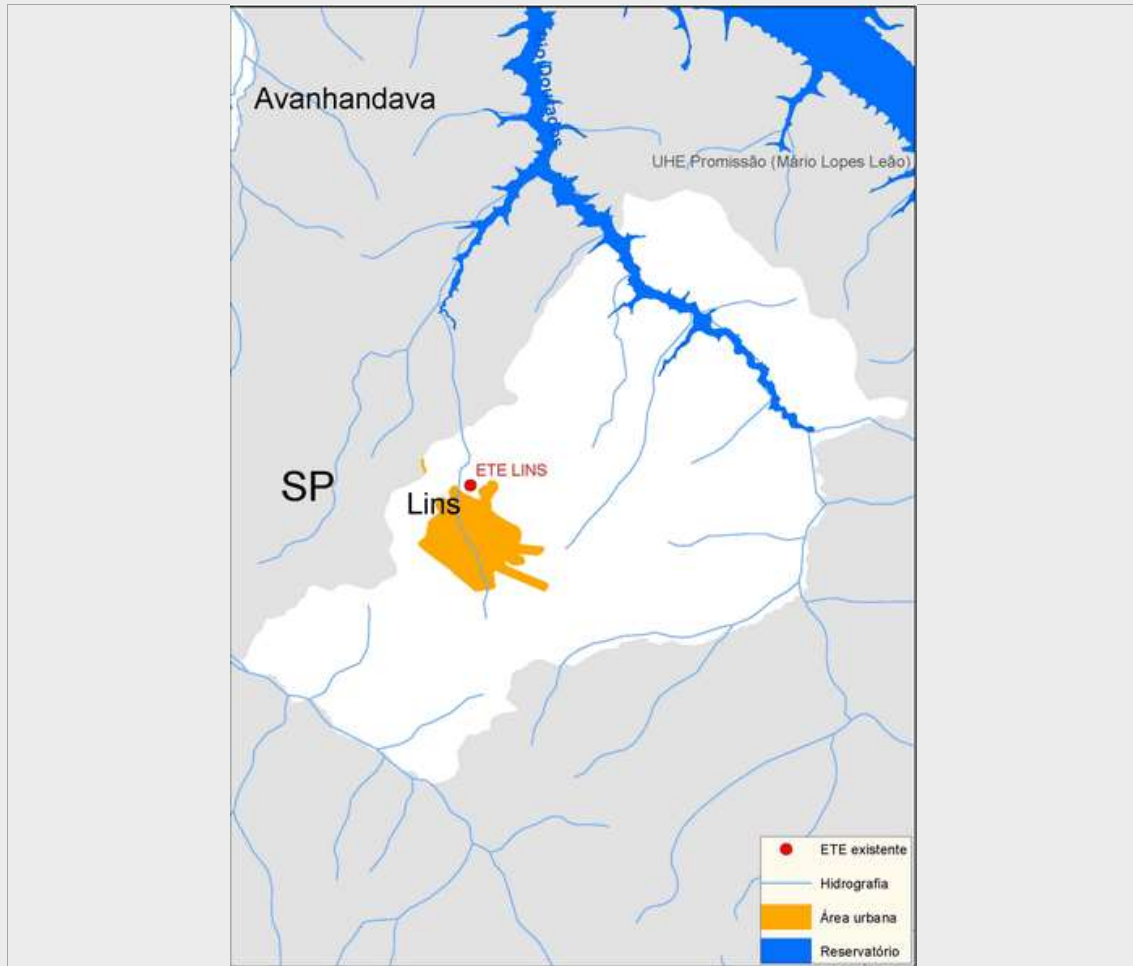 Avanhandava
UHE Promissão (Mário Lopes Leão)
ETE LINS
SP
Lins
ETE existente
Hidrografia
Área urbana
Reservatório